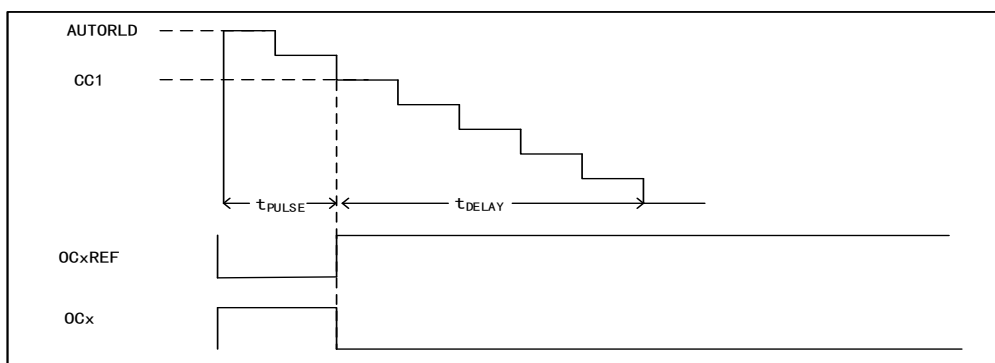 AUTORLD
CC1
tPULSE
tDELAY
OCxREF
OCx